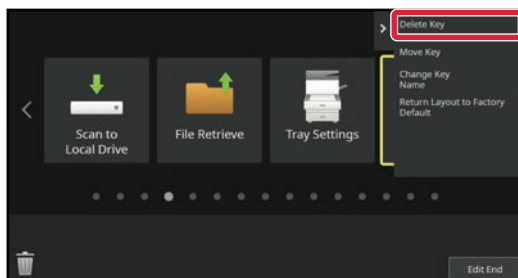 Delete Key
Move Key
Change Key
Name
Return Layout to Factory
Default
Scan to
Local Drive
File Retrieve
Tray Settings
Edit End